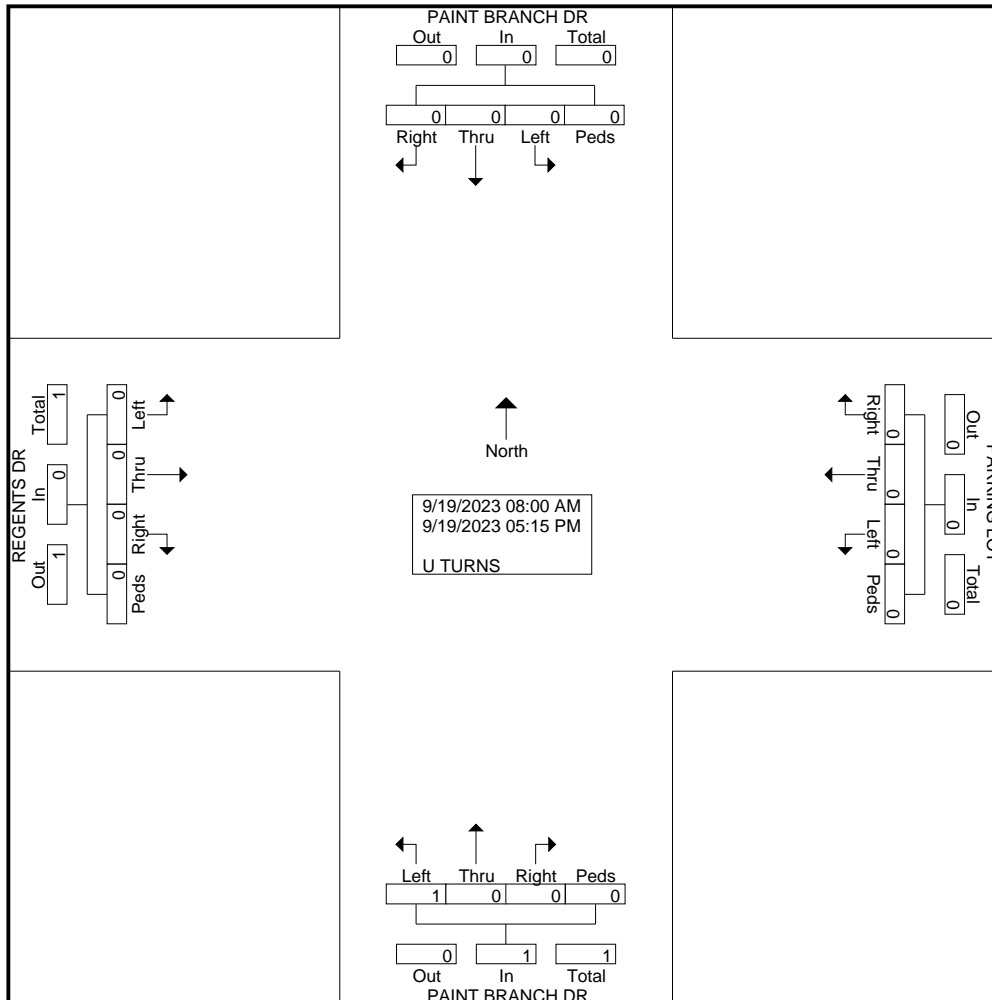 PAINT BRANCH DR
Out In Total
0 0 0
0 0 0 0
Right Thru Left Peds
REGENTS DR
Total In Out
1 0 1
0 0 0 0
Left Thru Right Peds
North
9/19/2023 08:00 AM
9/19/2023 05:15 PM
U TURNS
Right Thru Left Peds
0 0 0 0
Out In Total
0 0 0
PARKING LOT
Left Thru Right Peds
1 0 0 0
0 1 1
Out In Total
PAINT BRANCH DR